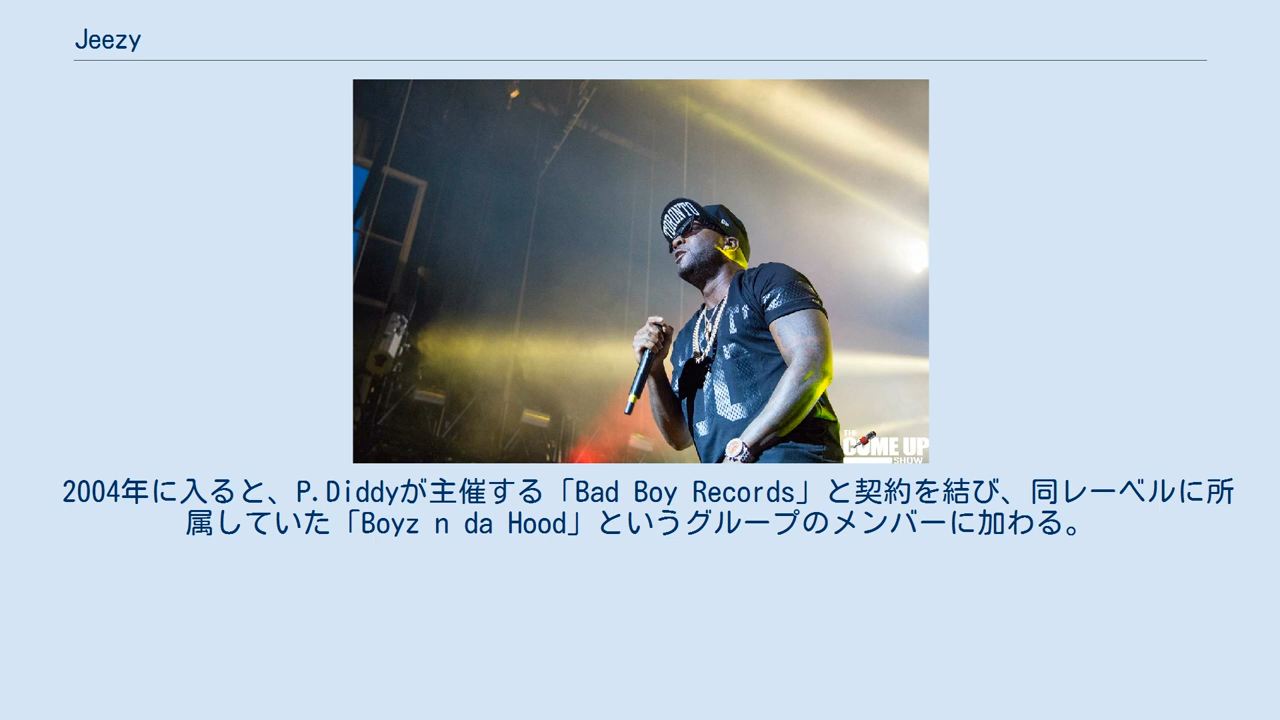 Jeezy
TORONTO
THE
COME UP
SHOW
2004年に入ると、P.Diddyが主催する「Bad Boy Records」と契約を結び、同レーベルに所
属していた「Boyz n da Hood」というグループのメンバーに加わる。